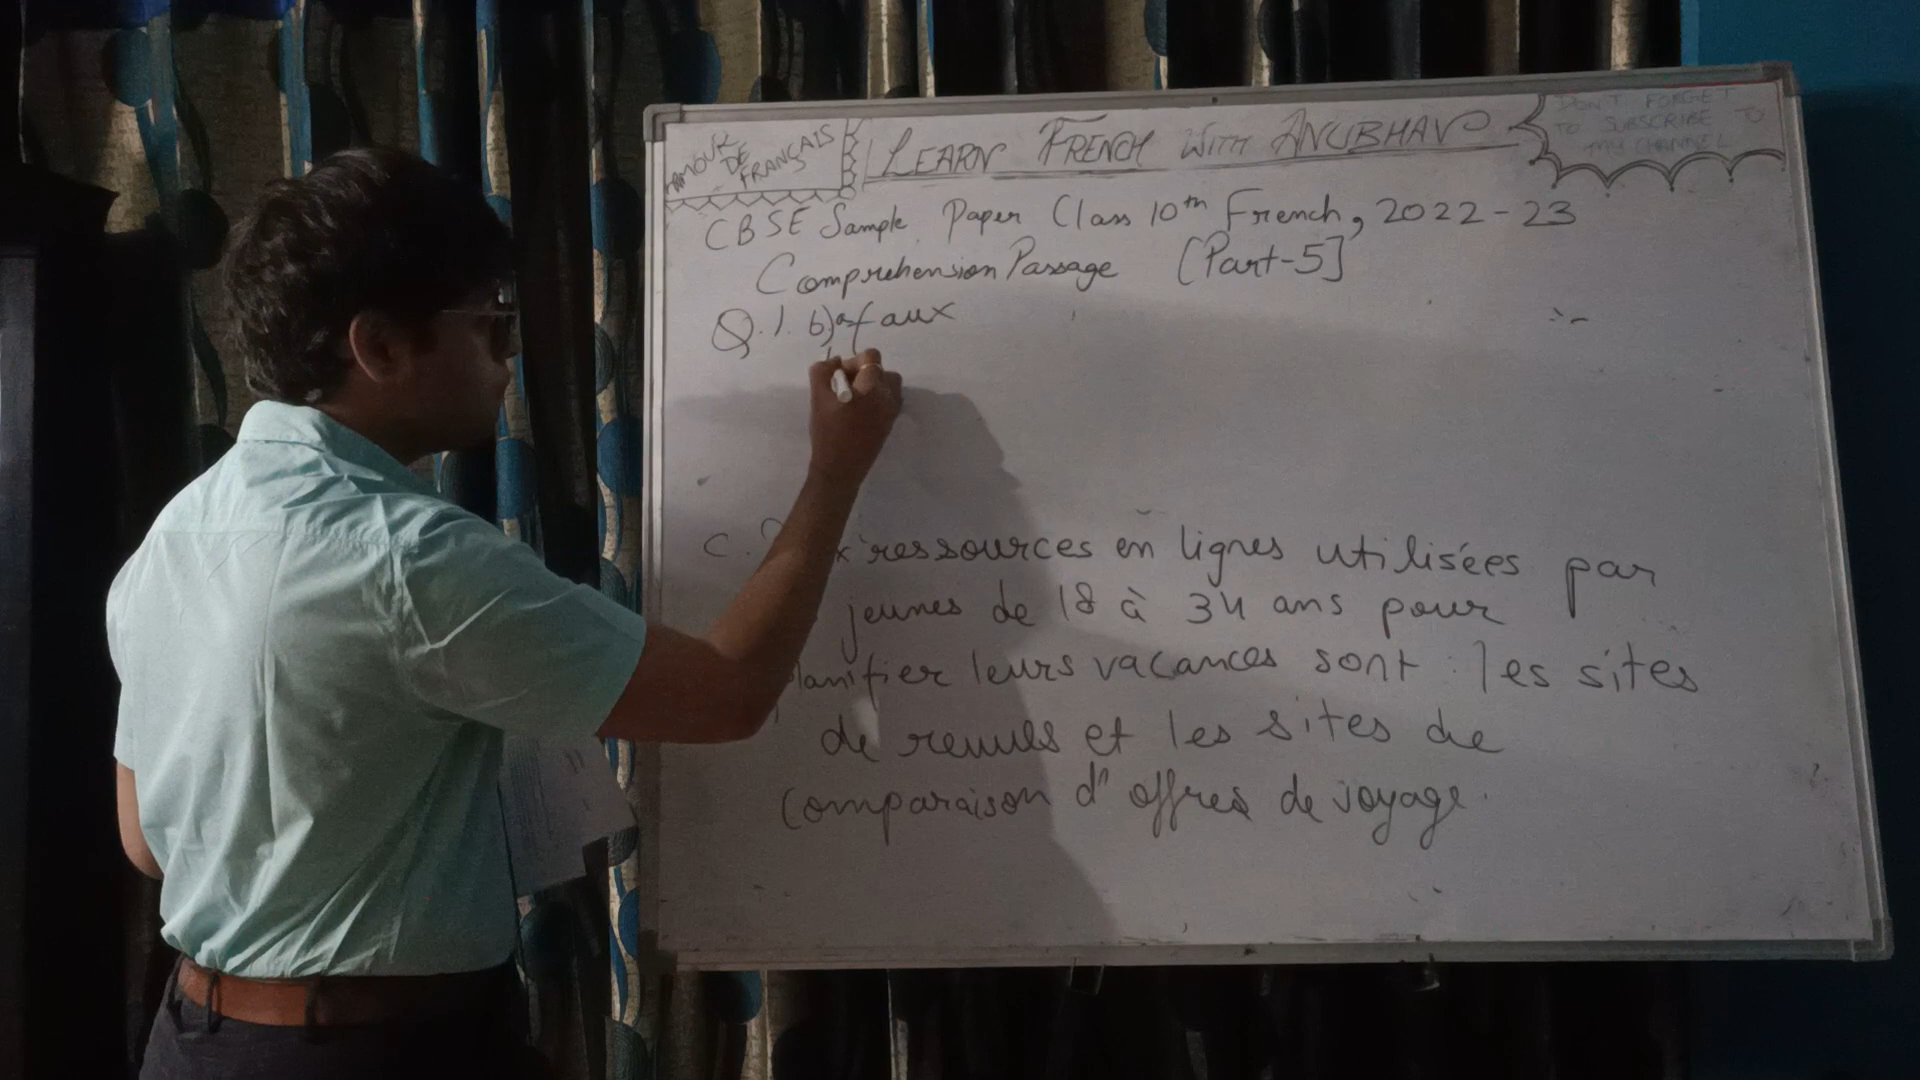 AMOUR
DE
FRANÇAIS
LEARN FRENCH WITH ANUBHAV
DON'T FORGET
TO SUBSCRIBE TO
MY CHANNEL
CBSE Sample Paper Class 10th French, 2022-23
Comprehension Passage [Part-5]
Q.1. b) a faux
C. ressources en lignes utilisées par
jeunes de 18 à 34 ans pour
planifier leurs vacances sont : les sites
de et les sites de
comparaison d' offres de voyage.